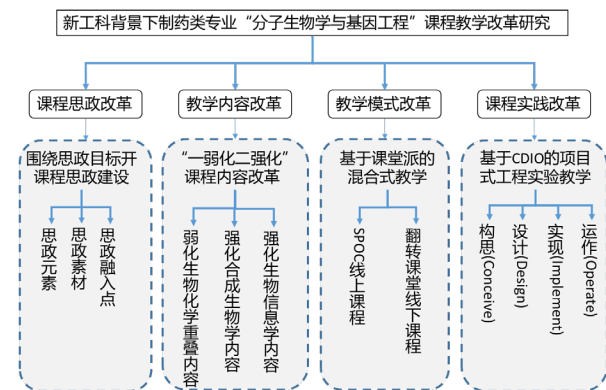 新工科背景下制药类专业“分子生物学与基因工程”课程教学改革研究
课程思政改革
教学内容改革
教学模式改革
课程实践改革
围绕思政目标开
课程思政建设
“一弱化二强化”
课程内容改革
基于课堂派的
混合式教学
基于CDIO的项目
式工程实验教学
思政元素
思政素材
思政融入点
弱化生物化学重叠内容
强化合成生物学内容
强化生物信息学内容
SPOC线上课程
翻转课堂线下课程
构思(Conceive)
设计(Design)
实现(Implement)
运作(Operate)